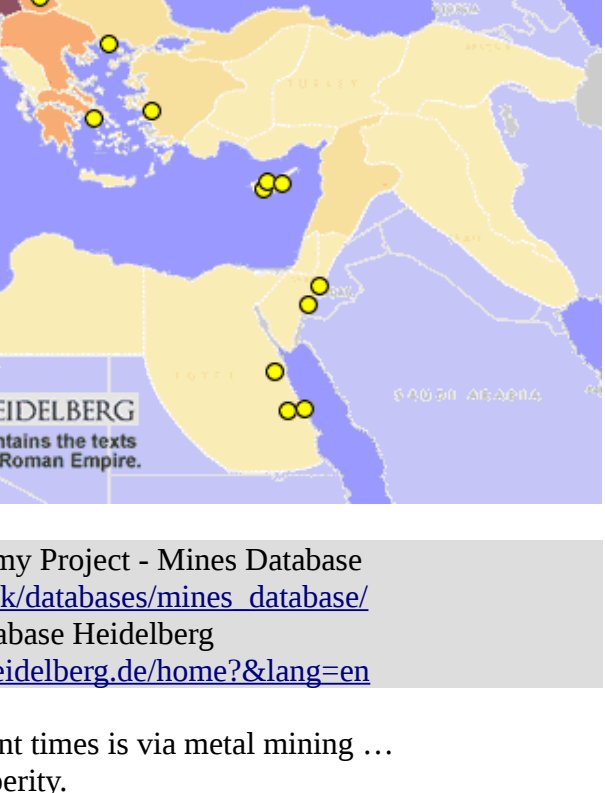 TURKEY
EGYPT
SAUDI ARABIA
EIDELBERG
ntains the texts
Roman Empire.
my Project - Mines Database
k/databases/mines_database/
abase Heidelberg
eidelberg.de/home?&lang=en
nt times is via metal mining …
perity.